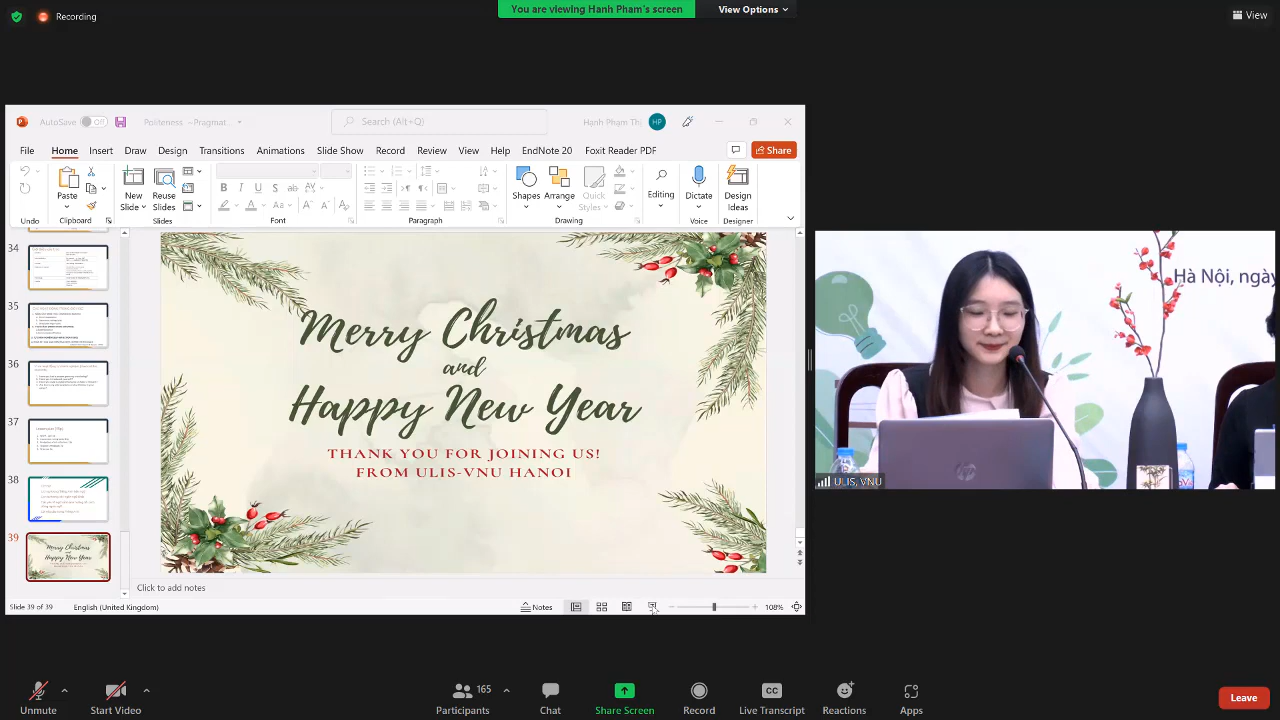 Recording
You are viewing Hanh Pham's screen
View Options
View
AutoSave Off
Politeness ~Pragmat...
Search (Alt+Q)
Hanh Pham Th
HP
File Home Insert Draw Design Transitions Animations Slide Show Record Review View Help EndNote 20 Foxit Reader PDF
Share
Paste
New Slide
Reuse Slides
Shapes
Arrange
Quick Styles
Editing
Dictate
Design Ideas
Undo Clipboard Slides Font Paragraph Drawing Voice Designer
34
35
36
37
38
39
Merry Christmas
and
Happy New Year
THANK YOU FOR JOINING US!
FROM ULIS-VNU HANOI
Click to add notes
Slide 39 of 39 English (United Kingdom)
Notes
108%
Hà Nội, ngày
hp
ULIS, VNU
Unmute
Start Video
Participants
165
Chat
Share Screen
Record
CC
Live Transcript
Reactions
Apps
Leave